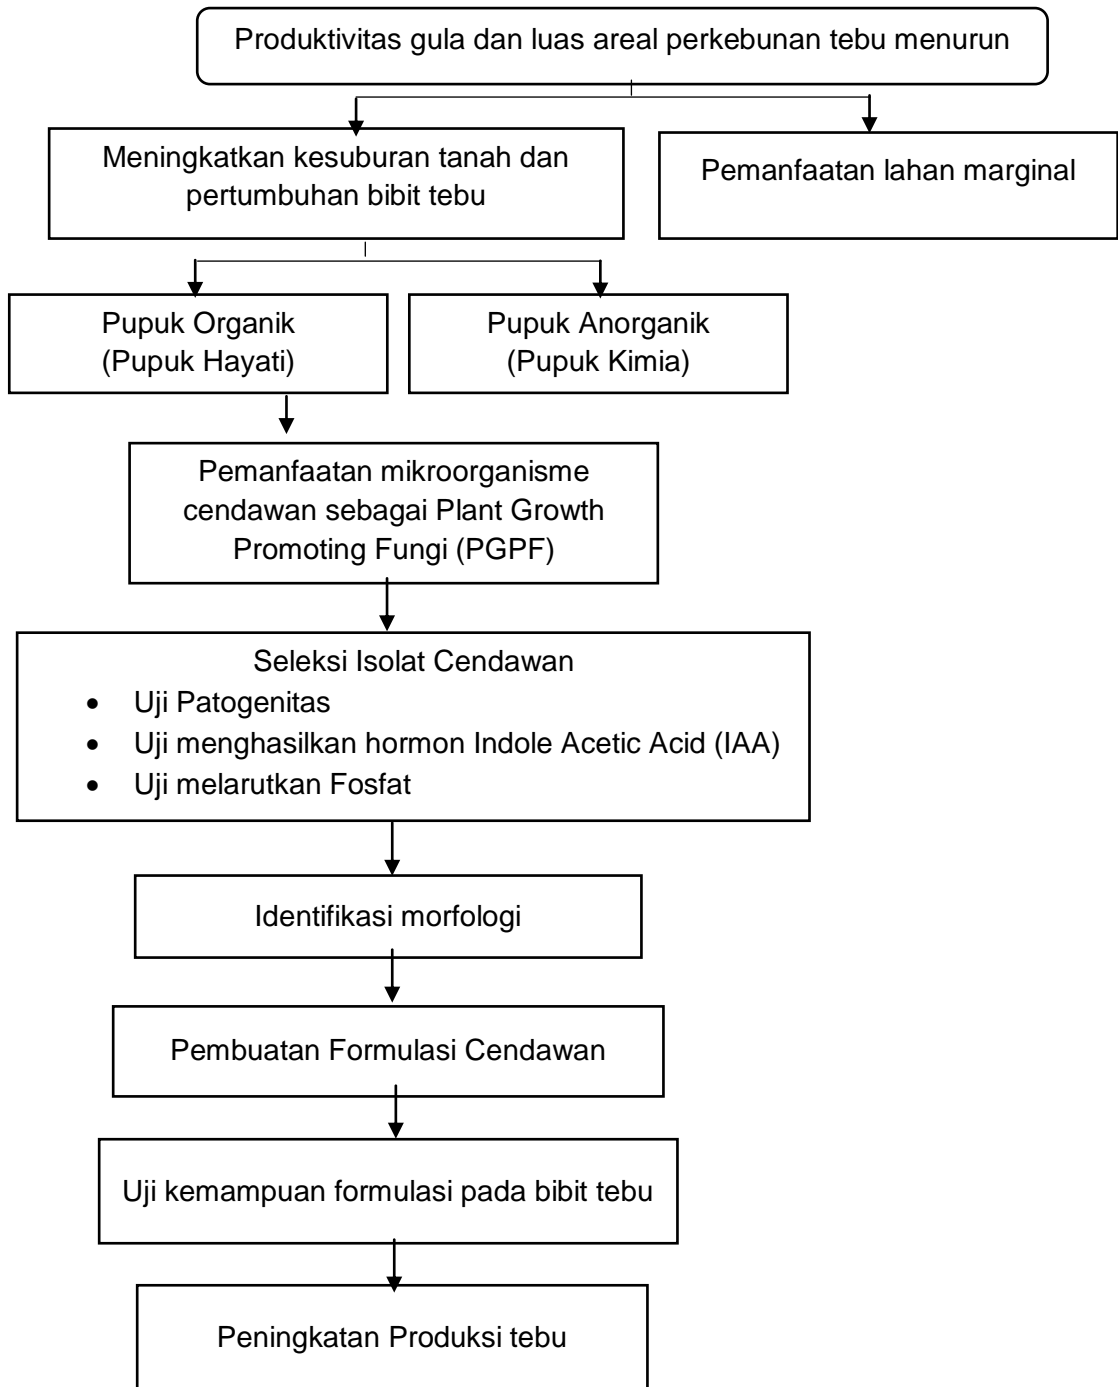 Produktivitas gula dan luas areal perkebunan tebu menurun
Meningkatkan kesuburan tanah dan
pertumbuhan bibit tebu
Pemanfaatan lahan marginal
Pupuk Organik
(Pupuk Hayati)
Pupuk Anorganik
(Pupuk Kimia)
Pemanfaatan mikroorganisme
cendawan sebagai Plant Growth
Promoting Fungi (PGPF)
Seleksi Isolat Cendawan
• Uji Patogenitas
• Uji menghasilkan hormon Indole Acetic Acid (IAA)
• Uji melarutkan Fosfat
Identifikasi morfologi
Pembuatan Formulasi Cendawan
Uji kemampuan formulasi pada bibit tebu
Peningkatan Produksi tebu